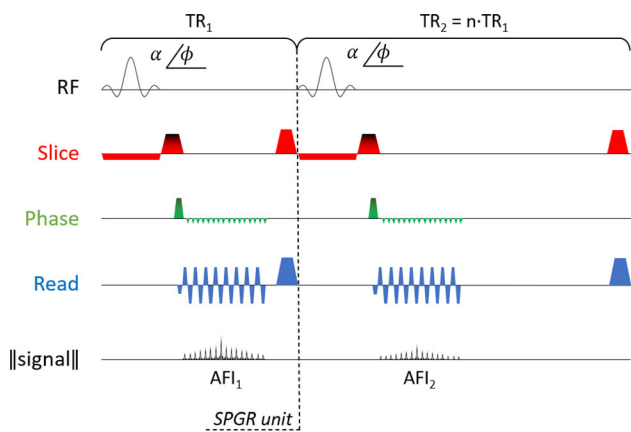 TR₁
TR₂ = n·TR₁
α /ϕ
α /ϕ
RF
Slice
Phase
Read
‖signal‖
AFI₁
AFI₂
SPGR unit